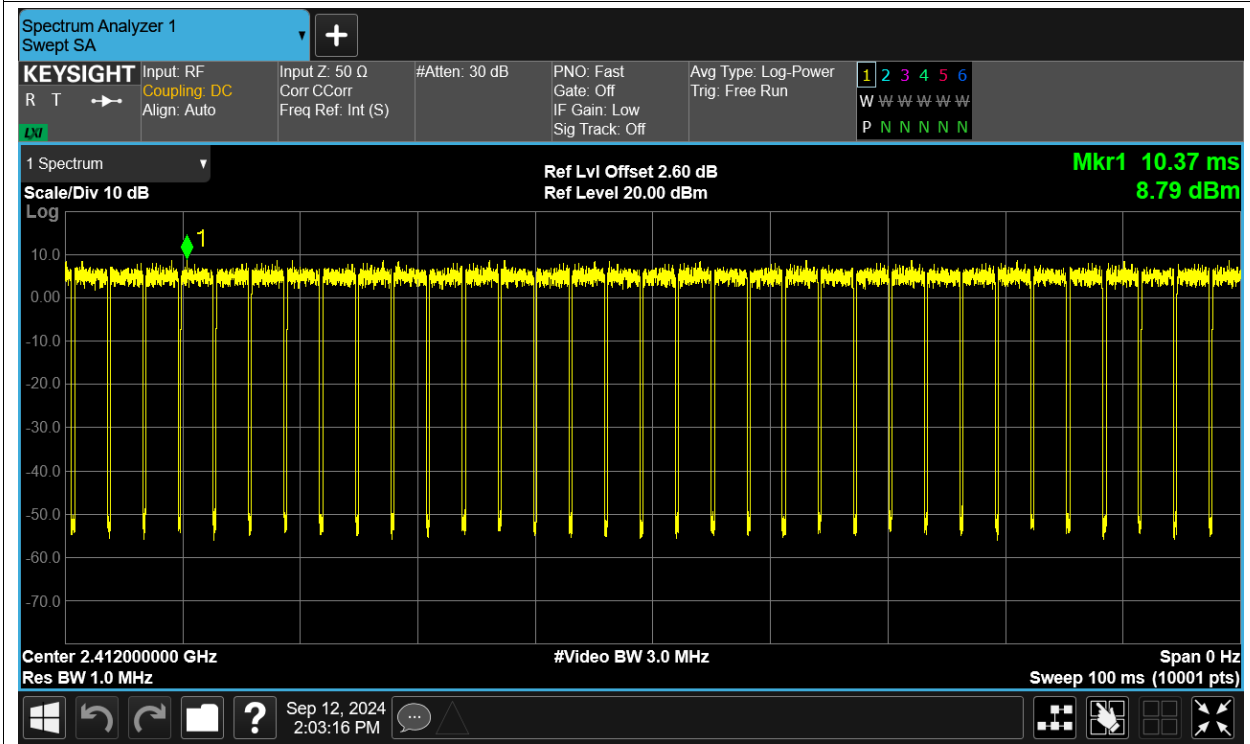 Spectrum Analyzer 1
Swept SA
+
KEYSIGHT
R T
LXI
Input: RF
Coupling: DC
Align: Auto
Input Z: 50 Ω
Corr CCorr
Freq Ref: Int (S)
#Atten: 30 dB
PNO: Fast
Gate: Off
IF Gain: Low
Sig Track: Off
Avg Type: Log-Power
Trig: Free Run
1 2 3 4 5 6
W W W W W W
P N N N N N
1 Spectrum
Scale/Div 10 dB
Log
Ref Lvl Offset 2.60 dB
Ref Level 20.00 dBm
Mkr1 10.37 ms
8.79 dBm
1
10.0
0.00
-10.0
-20.0
-30.0
-40.0
-50.0
-60.0
-70.0
Center 2.412000000 GHz
Res BW 1.0 MHz
#Video BW 3.0 MHz
Span 0 Hz
Sweep 100 ms (10001 pts)
?
Sep 12, 2024
2:03:16 PM